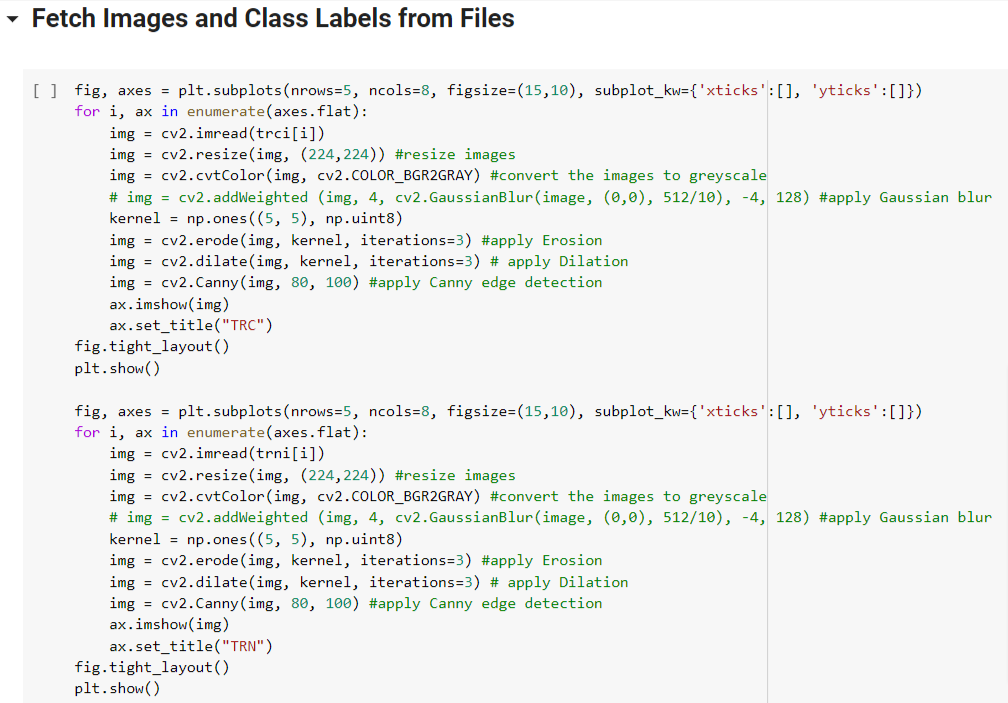 Fetch Images and Class Labels from Files
[ ] fig, axes = plt.subplots(nrows=5, ncols=8, figsize=(15,10), subplot_kw={'xticks':[], 'yticks':[]})
for i, ax in enumerate(axes.flat):
    img = cv2.imread(trci[i])
    img = cv2.resize(img, (224,224)) #resize images
    img = cv2.cvtColor(img, cv2.COLOR_BGR2GRAY) #convert the images to greyscale
    # img = cv2.addWeighted (img, 4, cv2.GaussianBlur(image, (0,0), 512/10), -4, 128) #apply Gaussian blur
    kernel = np.ones((5, 5), np.uint8)
    img = cv2.erode(img, kernel, iterations=3) #apply Erosion
    img = cv2.dilate(img, kernel, iterations=3) # apply Dilation
    img = cv2.Canny(img, 80, 100) #apply Canny edge detection
    ax.imshow(img)
    ax.set_title("TRC")
fig.tight_layout()
plt.show()

fig, axes = plt.subplots(nrows=5, ncols=8, figsize=(15,10), subplot_kw={'xticks':[], 'yticks':[]})
for i, ax in enumerate(axes.flat):
    img = cv2.imread(trni[i])
    img = cv2.resize(img, (224,224)) #resize images
    img = cv2.cvtColor(img, cv2.COLOR_BGR2GRAY) #convert the images to greyscale
    # img = cv2.addWeighted (img, 4, cv2.GaussianBlur(image, (0,0), 512/10), -4, 128) #apply Gaussian blur
    kernel = np.ones((5, 5), np.uint8)
    img = cv2.erode(img, kernel, iterations=3) #apply Erosion
    img = cv2.dilate(img, kernel, iterations=3) # apply Dilation
    img = cv2.Canny(img, 80, 100) #apply Canny edge detection
    ax.imshow(img)
    ax.set_title("TRN")
fig.tight_layout()
plt.show()